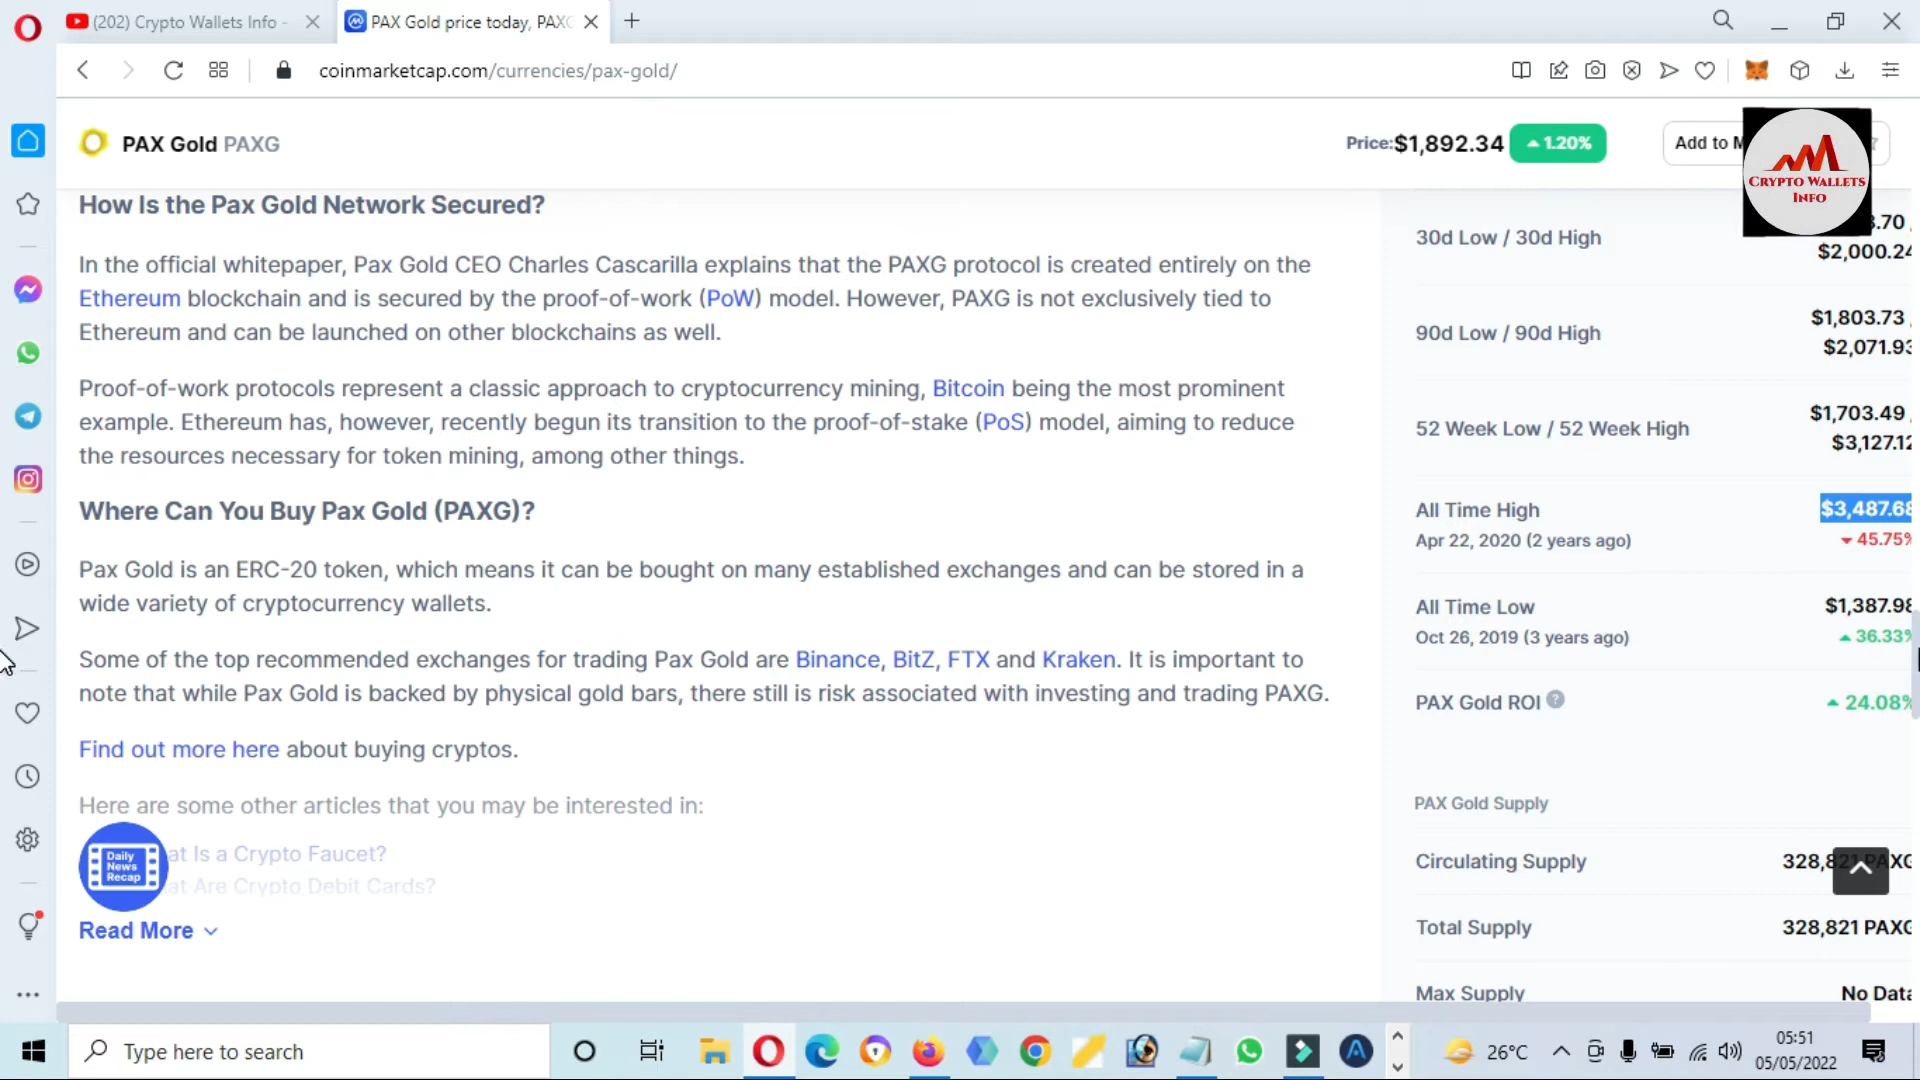 (202) Crypto Wallets Info -
PAX Gold price today, PAXG
coinmarketcap.com/currencies/pax-gold/
PAX Gold PAXG
Price:$1,892.34
1.20%
Add to M
CRYPTO WALLETS
INFO
How Is the Pax Gold Network Secured?
In the official whitepaper, Pax Gold CEO Charles Cascarilla explains that the PAXG protocol is created entirely on the
Ethereum blockchain and is secured by the proof-of-work (PoW) model. However, PAXG is not exclusively tied to
Ethereum and can be launched on other blockchains as well.
Proof-of-work protocols represent a classic approach to cryptocurrency mining, Bitcoin being the most prominent
example. Ethereum has, however, recently begun its transition to the proof-of-stake (PoS) model, aiming to reduce
the resources necessary for token mining, among other things.
Where Can You Buy Pax Gold (PAXG)?
Pax Gold is an ERC-20 token, which means it can be bought on many established exchanges and can be stored in a
wide variety of cryptocurrency wallets.
Some of the top recommended exchanges for trading Pax Gold are Binance, BitZ, FTX and Kraken. It is important to
note that while Pax Gold is backed by physical gold bars, there still is risk associated with investing and trading PAXG.
Find out more here about buying cryptos.
Here are some other articles that you may be interested in:
at Is a Crypto Faucet?
at Are Crypto Debit Cards?
Daily
News
Recap
Read More
30d Low / 30d High
.70
$2,000.24
90d Low / 90d High
$1,803.73
$2,071.93
52 Week Low / 52 Week High
$1,703.49
$3,127.12
All Time High
$3,487.68
Apr 22, 2020 (2 years ago)
45.75%
All Time Low
$1,387.98
Oct 26, 2019 (3 years ago)
36.33%
PAX Gold ROI
24.08%
PAX Gold Supply
Circulating Supply
328,821 PAXG
Total Supply
328,821 PAXG
Max Supply
No Data
Type here to search
26°C
05:51
05/05/2022